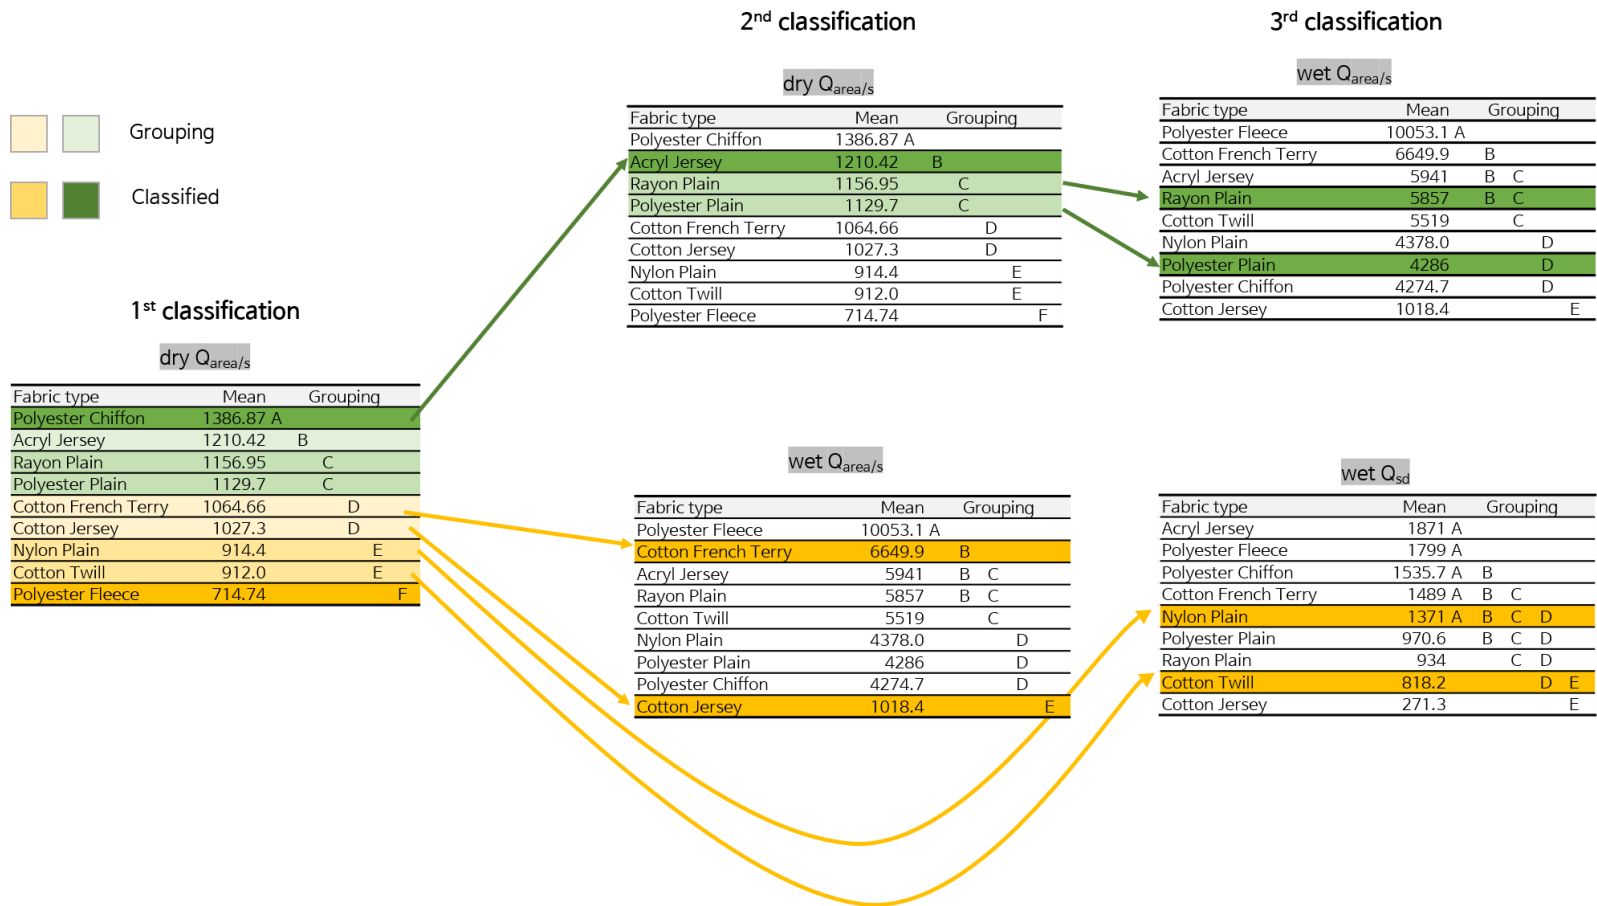 2nd classification
3rd classification
Grouping
Classified
1st classification
dry Qarea/s
Fabric type Mean Grouping
Polyester Chiffon 1386.87 A
Acryl Jersey 1210.42 B
Rayon Plain 1156.95 C
Polyester Plain 1129.7 C
Cotton French Terry 1064.66 D
Cotton Jersey 1027.3 D
Nylon Plain 914.4 E
Cotton Twill 912.0 E
Polyester Fleece 714.74 F
dry Qarea/s
Fabric type Mean Grouping
Polyester Chiffon 1386.87 A
Acryl Jersey 1210.42 B
Rayon Plain 1156.95 C
Polyester Plain 1129.7 C
Cotton French Terry 1064.66 D
Cotton Jersey 1027.3 D
Nylon Plain 914.4 E
Cotton Twill 912.0 E
Polyester Fleece 714.74 F
wet Qarea/s
Fabric type Mean Grouping
Polyester Fleece 10053.1 A
Cotton French Terry 6649.9 B
Acryl Jersey 5941 B C
Rayon Plain 5857 B C
Cotton Twill 5519 C
Nylon Plain 4378.0 D
Polyester Plain 4286 D
Polyester Chiffon 4274.7 D
Cotton Jersey 1018.4 E
wet Qarea/s
Fabric type Mean Grouping
Polyester Fleece 10053.1 A
Cotton French Terry 6649.9 B
Acryl Jersey 5941 B C
Rayon Plain 5857 B C
Cotton Twill 5519 C
Nylon Plain 4378.0 D
Polyester Plain 4286 D
Polyester Chiffon 4274.7 D
Cotton Jersey 1018.4 E
wet Qsd
Fabric type Mean Grouping
Acryl Jersey 1871 A
Polyester Fleece 1799 A
Polyester Chiffon 1535.7 A B
Cotton French Terry 1489 A B C
Nylon Plain 1371 A B C D
Polyester Plain 970.6 B C D
Rayon Plain 934 C D
Cotton Twill 818.2 D E
Cotton Jersey 271.3 E